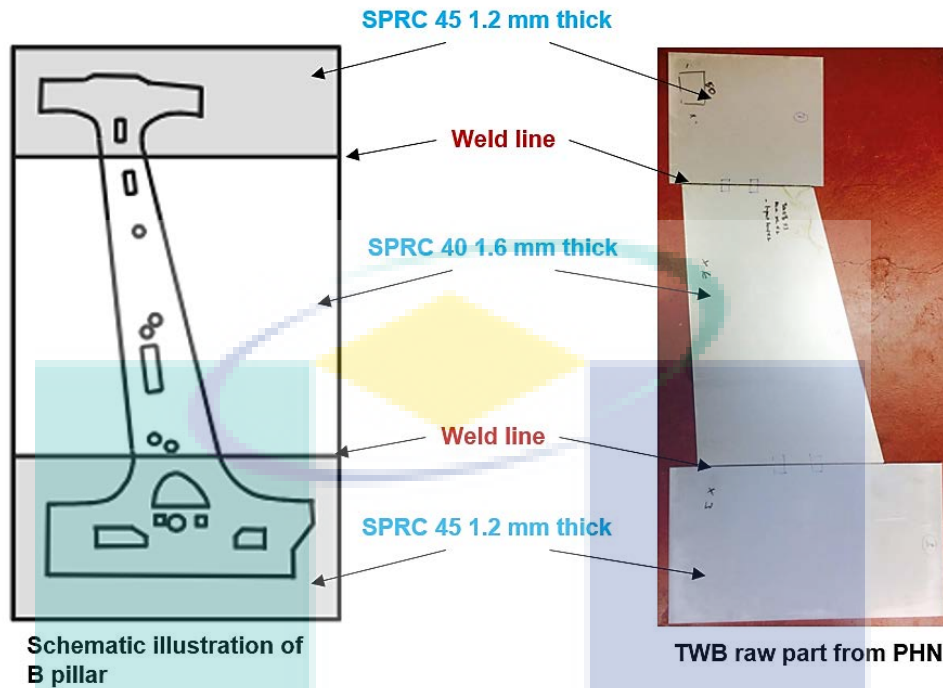 SPRC 45 1.2 mm thick
Weld line
SPRC 40 1.6 mm thick
Weld line
SPRC 45 1.2 mm thick
Schematic illustration of
B pillar
TWB raw part from PHN